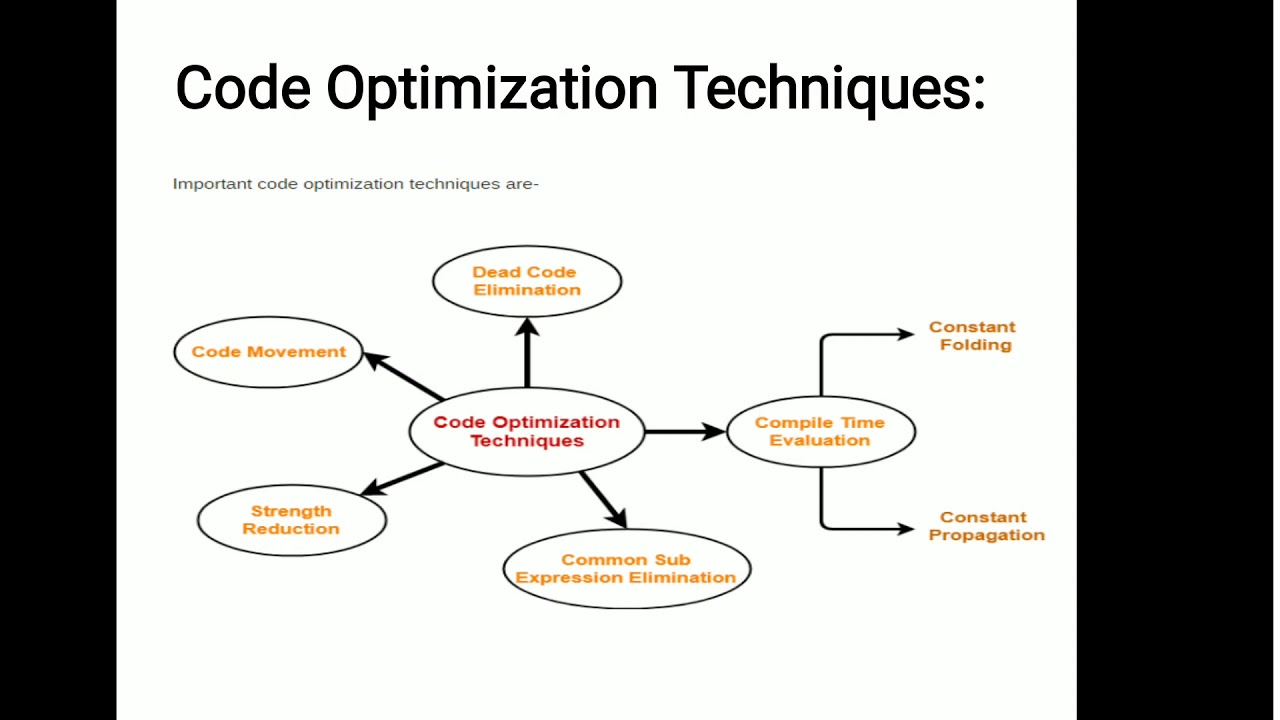 Code Optimization Techniques:
Important code optimization techniques are-
Dead Code
Elimination
Code Movement
Constant
Folding
Code Optimization
Techniques
Compile Time
Evaluation
Strength
Reduction
Constant
Propagation
Common Sub
Expression Elimination